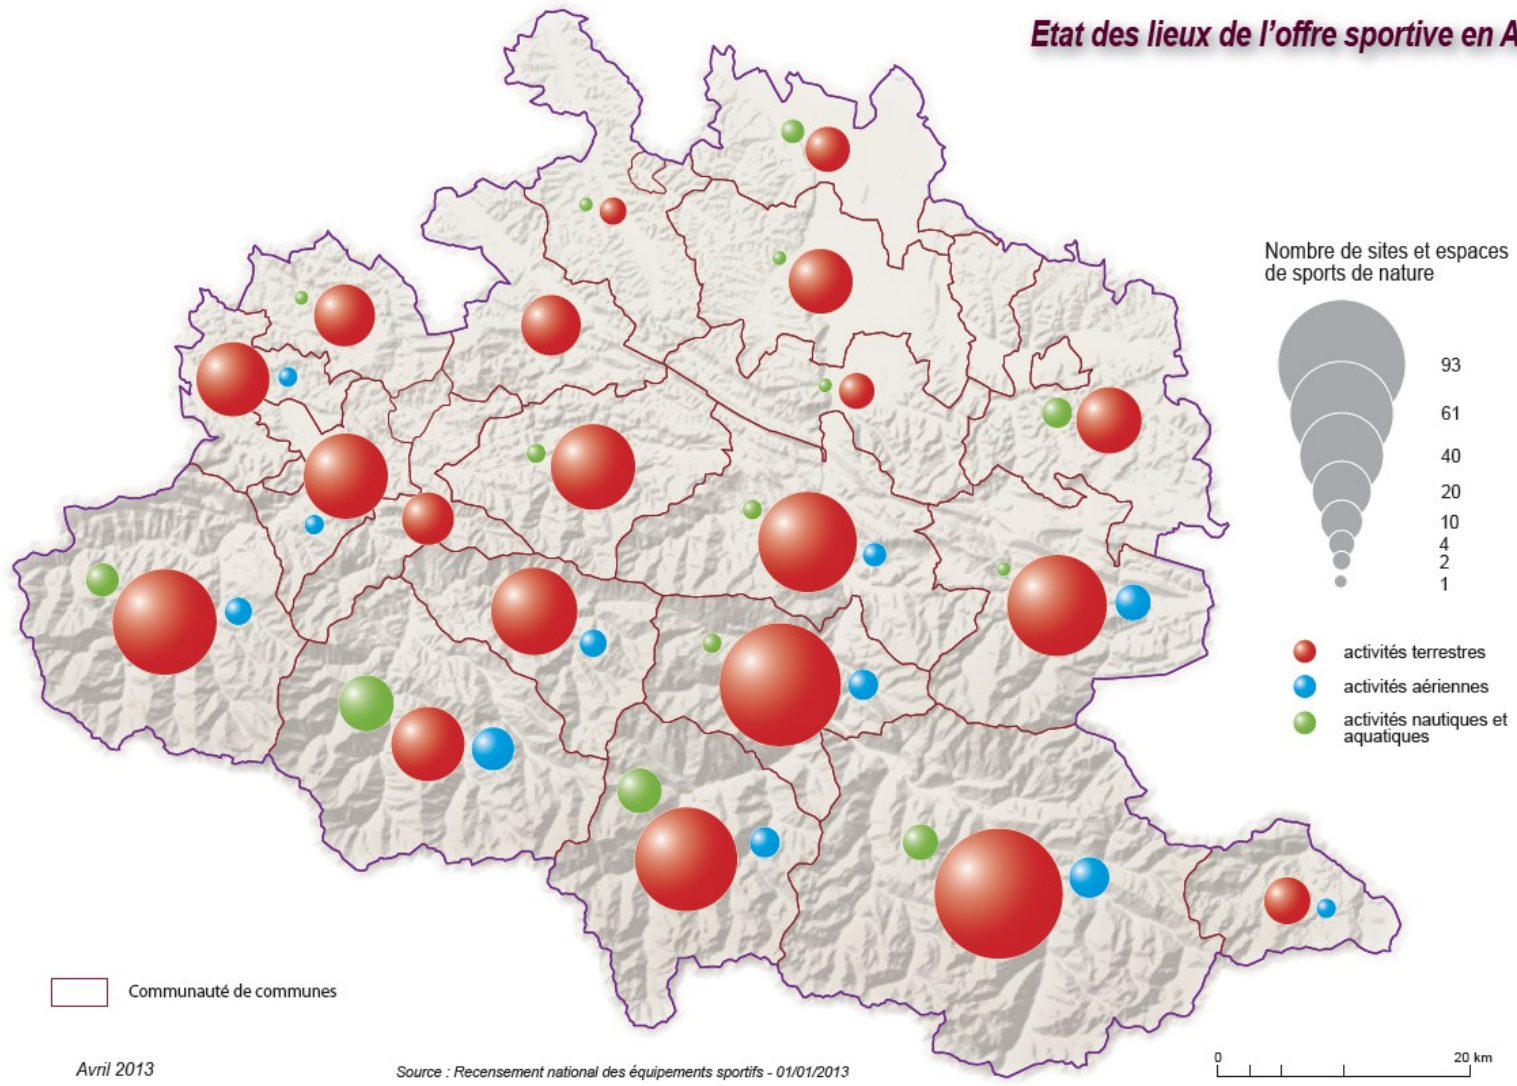 Etat des lieux de l'offre sportive en A
Nombre de sites et espaces
de sports de nature
93
61
40
20
10
4
2
1
activités terrestres
activités aériennes
activités nautiques et
aquatiques
Communauté de communes
Avril 2013
Source : Recensement national des équipements sportifs - 01/01/2013
0
20 km